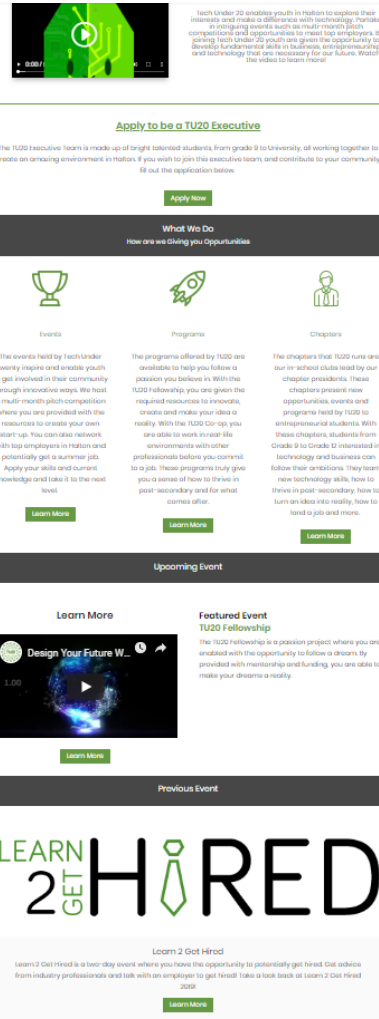 Tech Under 20 enables youth in Halton to explore their
interests and make a difference with technology. Partake
in intriguing events such as multi-month pitch
competitions and opportunities to meet top employers. By
joining Tech Under 20 youth are given the opportunity to
develop fundamental skills in business, entrepreneurship
and technology that are necessary for our future. Watch
the video to learn more!
0:00
Apply to be a TU20 Executive
The TU20 Executive Team is made up of bright talented students, from grade 9 to University, all working together to
create an amazing environment in Halton. If you wish to join this executive team, and contribute to your community,
fill out the application below.
Apply Now
What We Do
How are we Giving you Oppurtunities
Events
The events held by Tech Under
Twenty inspire and enable youth
get involved in their community
through innovative ways. We host
multi-month pitch competition
where you are provided with the
resources to create your own
start-up. You can also network
with top employers in Halton and
potentially get a summer job.
Apply your skills and current
knowledge and take it to the next
level.
Learn More
Programs
The programs offered by TU20 are
available to help you follow a
passion you believe in. With the
TU20 Fellowship, you are given the
required resources to innovate,
create and make your idea a
reality. With the TU20 Co-op, you
are able to work in real-life
environments with other
professionals before you commit
to a job. These programs truly give
you a sense of how to thrive in
post-secondary and for what
comes after.
Learn More
Chapters
The chapters that TU20 runs are
our in-school clubs lead by our
chapter presidents. These
chapters present new
opportunities, events and
programs held by TU20 to
entrepreneurial students. With
these chapters, students from
Grade 9 to Grade 12 interested in
technology and business can
follow their ambitions. They learn
new technology skills, how to
thrive in post-secondary, how to
turn an idea into reality, how to
land a job and more.
Learn More
Upcoming Event
Learn More
Design Your Future W...
1.00
Learn More
Featured Event
TU20 Fellowship
The TU20 Fellowship is a passion project where you are
enabled with the opportunity to follow a dream. By
provided with mentorship and funding, you are able to
make your dreams a reality.
Previous Event
LEARN 2 GET HIRED
Learn 2 Get Hired
Learn 2 Get Hired is a two-day event where you have the opportunity to potentially get hired. Get advice
from industry professionals and talk with an employer to get hired! Take a look back at Learn 2 Get Hired
2019!
Learn More